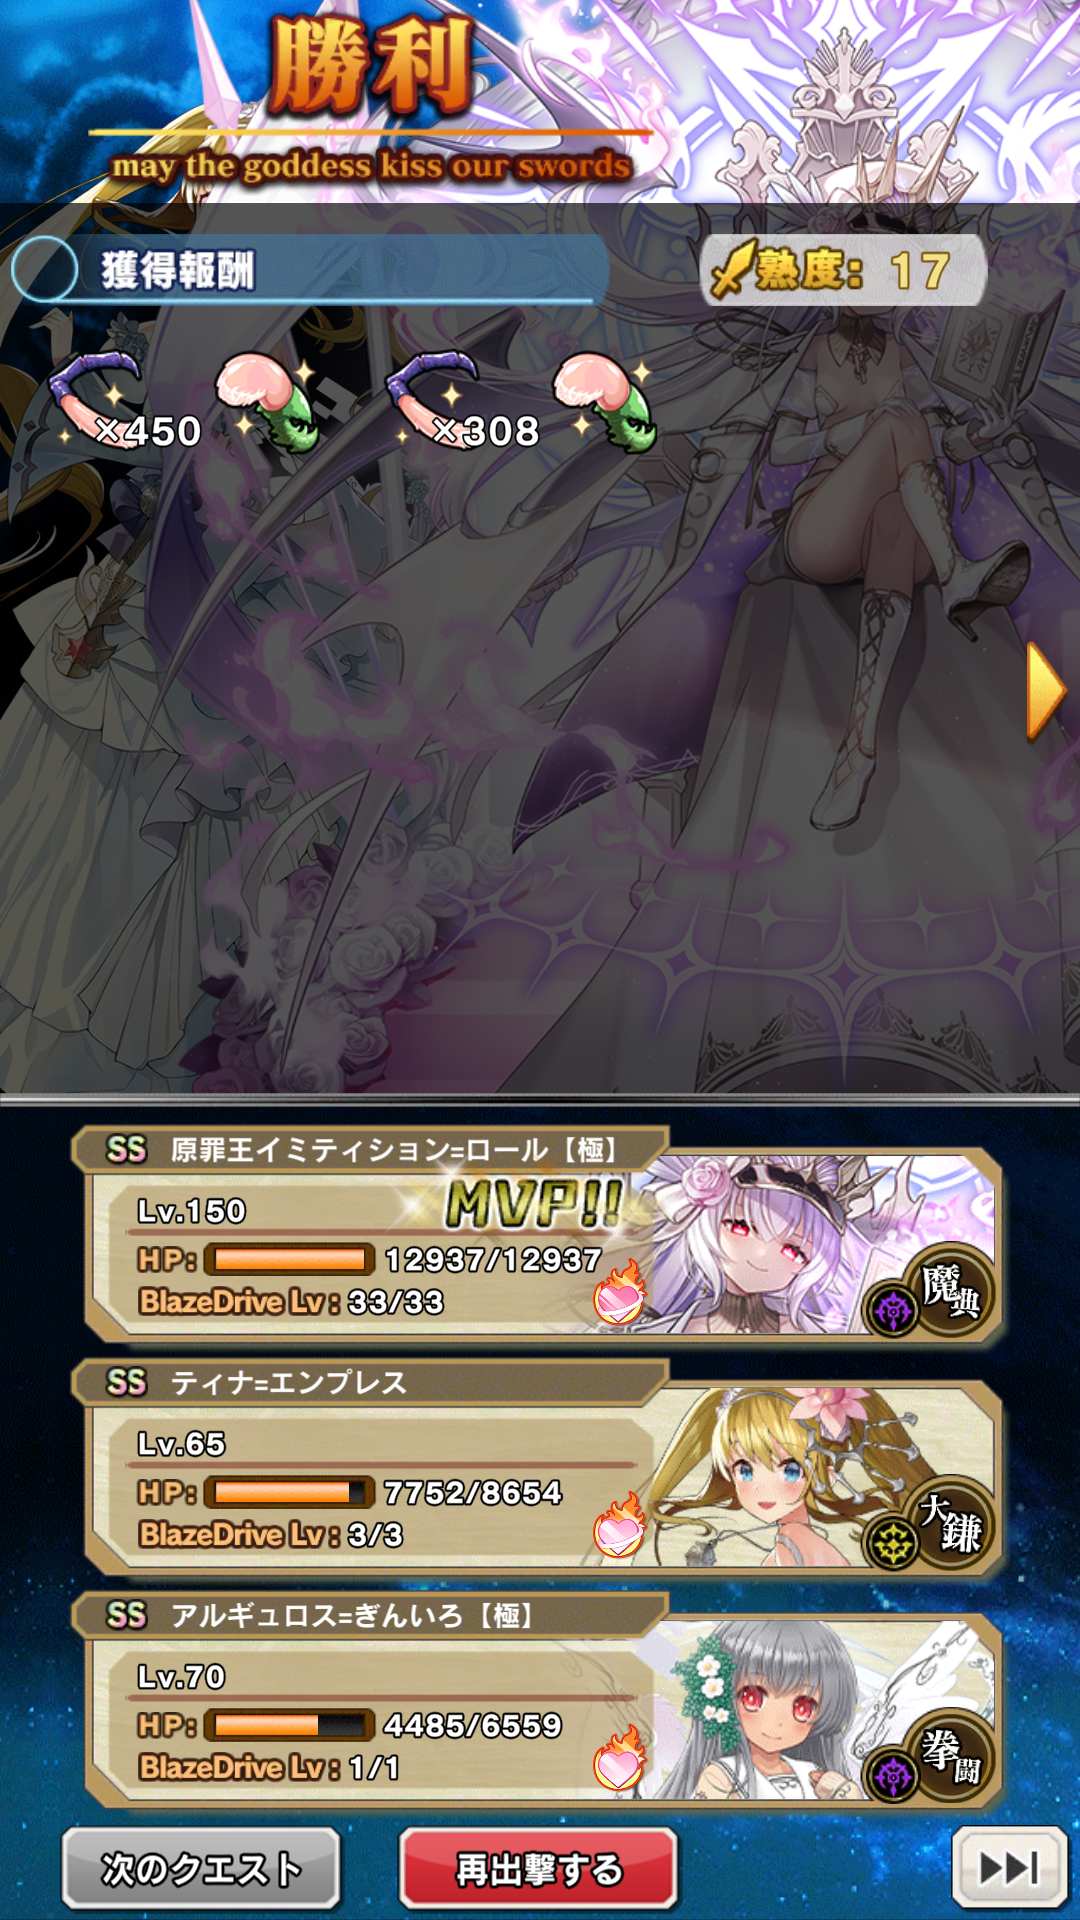 勝利
may the goddess kiss our swords
獲得報酬
熟度: 17
×450
×308
SS 原罪王イミティション=ロール【極】
MVP!!
Lv.150
HP: 12937/12937
BlazeDrive Lv: 33/33
魔典
SS ティナ=エンプレス
Lv.65
HP: 7752/8654
BlazeDrive Lv: 3/3
大鎌
SS アルギュロス=ぎんいろ【極】
Lv.70
HP: 4485/6559
BlazeDrive Lv: 1/1
拳闘
次のクエスト
再出撃する